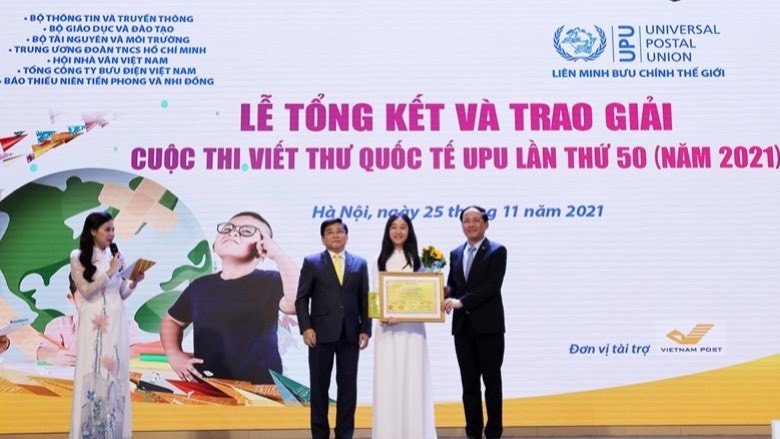 • BỘ THÔNG TIN VÀ TRUYỀN THÔNG
• BỘ GIÁO DỤC VÀ ĐÀO TẠO
• BỘ TÀI NGUYÊN VÀ MÔI TRƯỜNG
• TRUNG ƯƠNG ĐOÀN TNCS HỒ CHÍ MINH
• HỘI NHÀ VĂN VIỆT NAM
• TỔNG CÔNG TY BƯU ĐIỆN VIỆT NAM
• BÁO THIẾU NIÊN TIỀN PHONG VÀ NHI ĐỒNG
UPU
UNIVERSAL
POSTAL
UNION
LIÊN MINH BƯU CHÍNH THẾ GIỚI
LỄ TỔNG KẾT VÀ TRAO GIẢI
CUỘC THI VIẾT THƯ QUỐC TẾ UPU LẦN THỨ 50 (NĂM 2021)
Hà Nội, ngày 25 tháng 11 năm 2021
Đơn vị tài trợ
VIETNAM POST